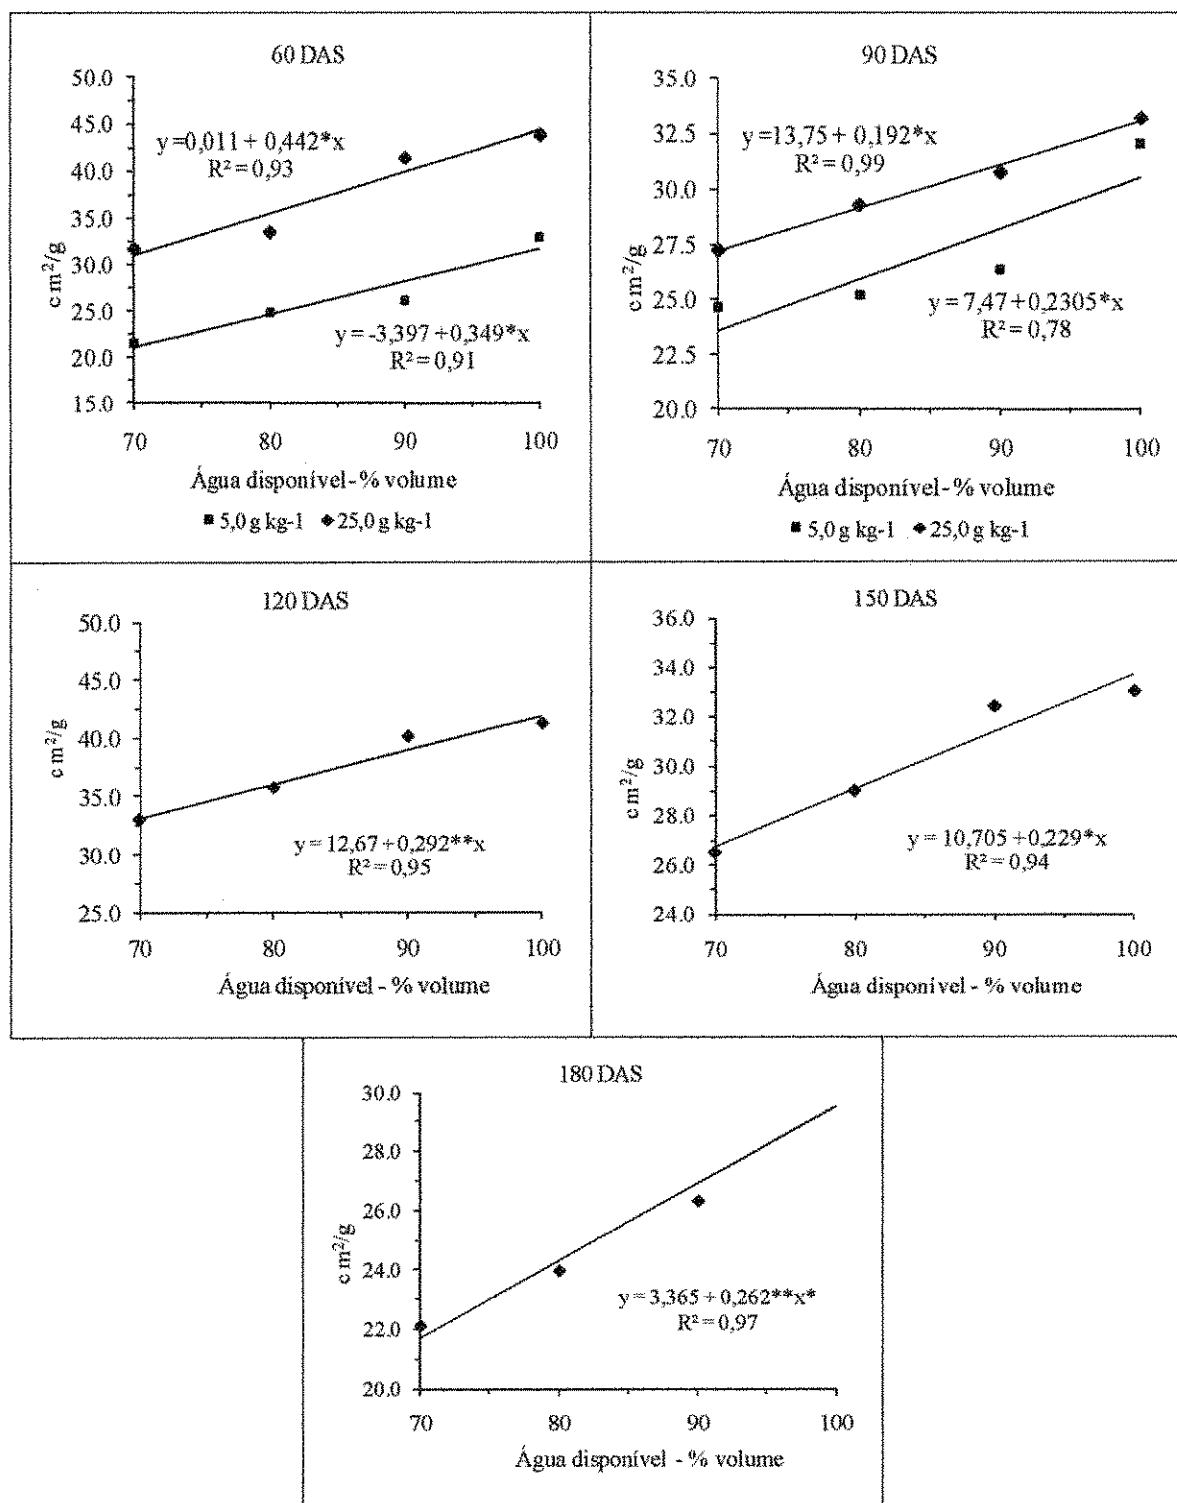 60 DAS
50.0
45.0
40.0
35.0
30.0
25.0
20.0
15.0
cm²/g
y=0,011 + 0,442*x
R² = 0,93
y = -3,397 +0,349*x
R² = 0,91
70 80 90 100
Água disponível - % volume
■ 5,0 g kg-1 ◆ 25,0 g kg-1
90 DAS
35.0
32.5
30.0
27.5
25.0
22.5
20.0
cm²/g
y=13,75 + 0,192*x
R² = 0,99
y = 7,47+0,2305*x
R² = 0,78
70 80 90 100
Água disponível - % volume
■ 5,0 g kg-1 ◆ 25,0 g kg-1
120 DAS
50.0
45.0
40.0
35.0
30.0
25.0
cm²/g
y = 12,67 +0,292**x
R² = 0,95
70 80 90 100
Água disponível - % volume
150 DAS
36.0
34.0
32.0
30.0
28.0
26.0
24.0
cm²/g
y = 10,705 +0,229*x
R² = 0,94
70 80 90 100
Água disponível - % volume
180 DAS
30.0
28.0
26.0
24.0
22.0
20.0
cm²/g
y = 3,365 + 0,262**x*
R² = 0,97
70 80 90 100
Água disponível - % volume